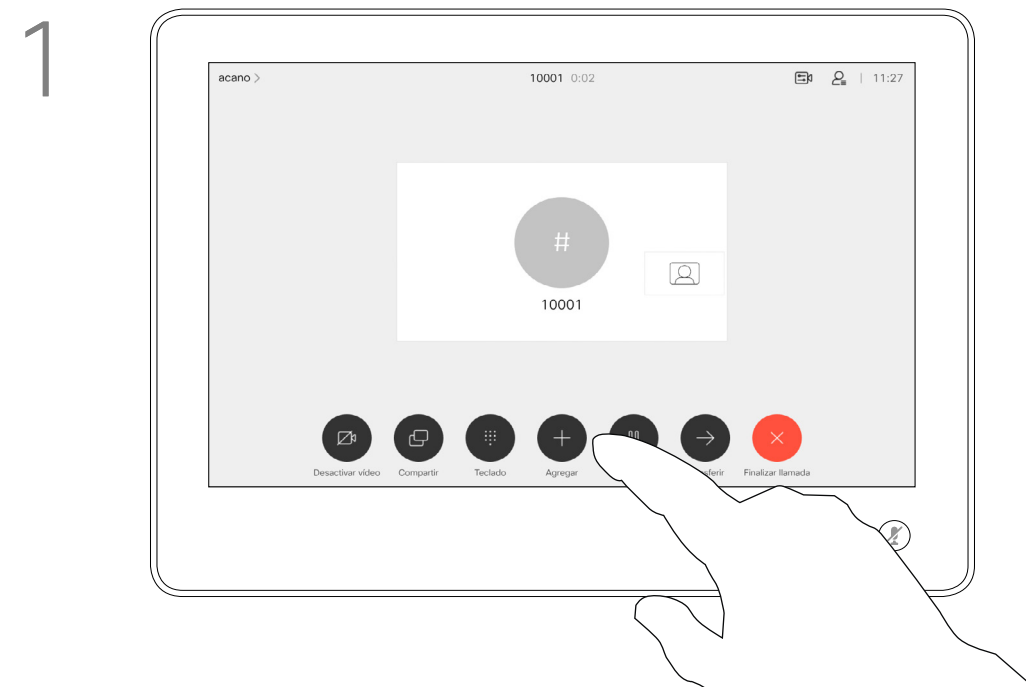 1
acano >
10001 0:02
11:27
#
10001
Desactivar vídeo
Compartir
Teclado
Agregar
Finalizar llamada